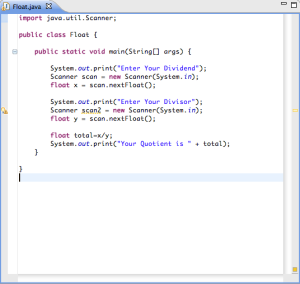 Float.java
import java.util.Scanner;
public class Float {
public static void main(String[] args) {
System.out.print("Enter Your Dividend");
Scanner scan = new Scanner(System.in);
float x = scan.nextFloat();
System.out.print("Enter Your Divisor");
Scanner scan2 = new Scanner(System.in);
float y = scan.nextFloat();
float total=x/y;
System.out.print("Your Quotient is " + total);
}
}